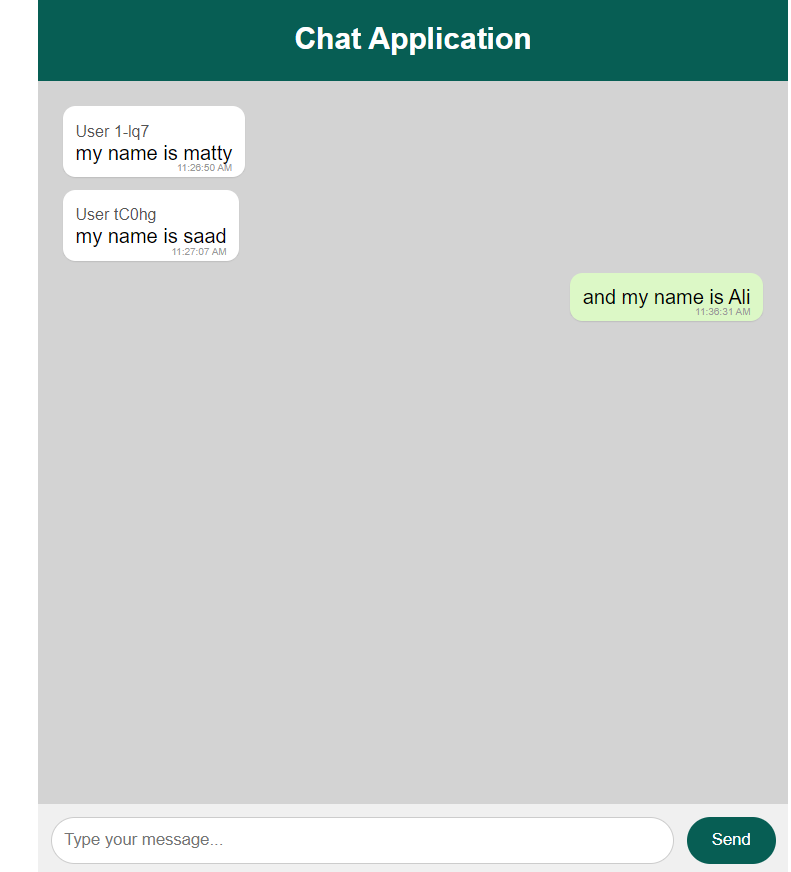 Chat Application
User 1-lq7
my name is matty
11:26:50 AM
User tC0hg
my name is saad
11:27:07 AM
and my name is Ali
11:36:31 AM
Type your message...
Send